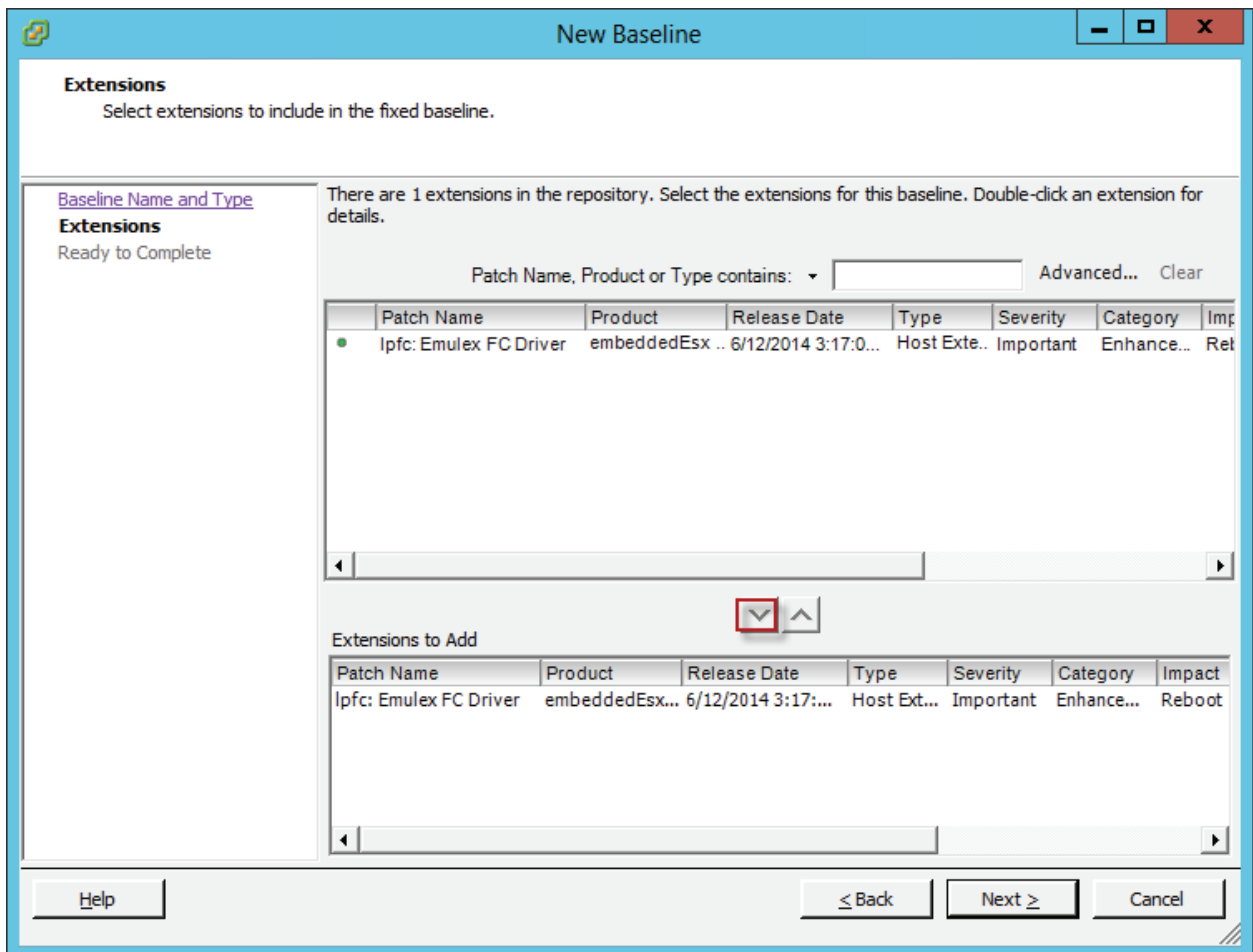 New Baseline
Extensions
Select extensions to include in the fixed baseline.
Baseline Name and Type
Extensions
Ready to Complete
There are 1 extensions in the repository. Select the extensions for this baseline. Double-click an extension for
details.
Patch Name, Product or Type contains: Advanced... Clear
Patch Name Product Release Date Type Severity Category Imp
lpfc: Emulex FC Driver embeddedEsx .. 6/12/2014 3:17:0... Host Exte.. Important Enhance... Reb
Extensions to Add
Patch Name Product Release Date Type Severity Category Impact
lpfc: Emulex FC Driver embeddedEsx... 6/12/2014 3:17:... Host Ext... Important Enhance... Reboot
Help < Back Next > Cancel